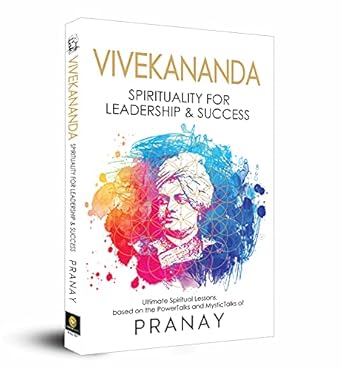 VIVEKANANDA
SPIRITUALITY FOR
LEADERSHIP & SUCCESS
Ultimate Spiritual Lessons,
based on the PowerTalks and MysticTalks of
PRANAY
VIVEKANANDA
SPIRITUALITY FOR LEADERSHIP & SUCCESS
PRANAY